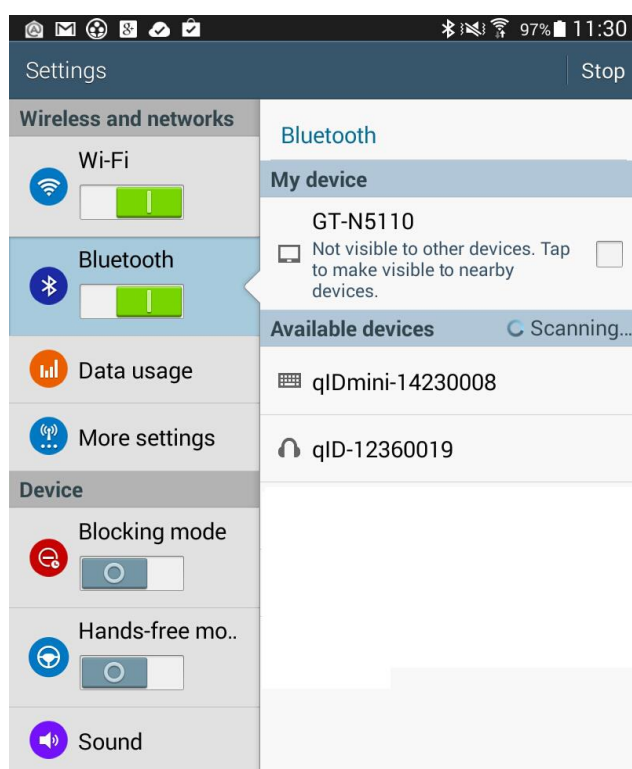 97% 11:30
Settings
Stop
Wireless and networks
Wi-Fi
Bluetooth
Data usage
More settings
Device
Blocking mode
Hands-free mo..
Sound
Bluetooth
My device
GT-N5110
Not visible to other devices. Tap
to make visible to nearby
devices.
Available devices
Scanning...
qIDmini-14230008
qID-12360019